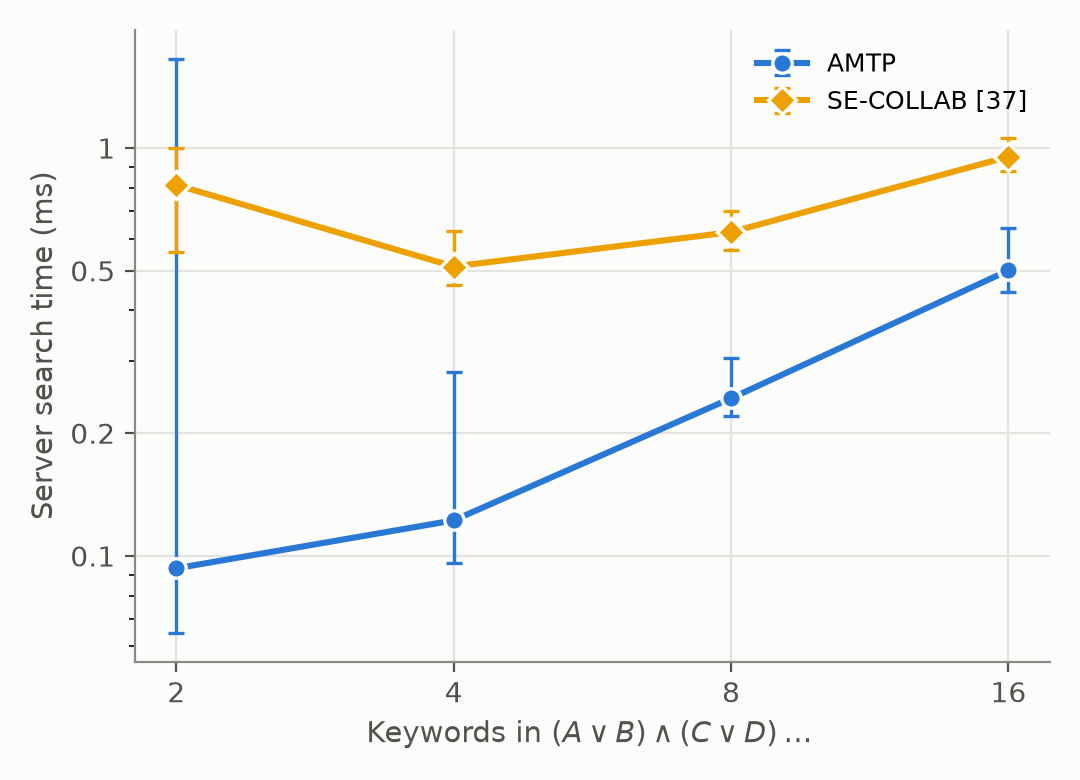 AMTP
SE-COLLAB [37]
1
0.5
0.2
0.1
Server search time (ms)
2 4 8 16
Keywords in (A ∨ B) ∧ (C ∨ D) ...